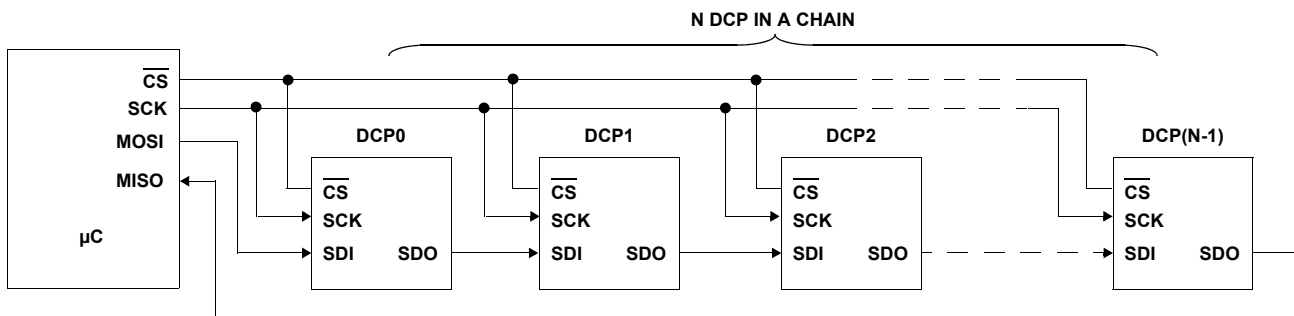 N DCP IN A CHAIN
CS
SCK
MOSI
MISO
µC
DCP0
CS
SCK
SDI SDO
DCP1
CS
SCK
SDI SDO
DCP2
CS
SCK
SDI SDO
DCP(N-1)
CS
SCK
SDI SDO